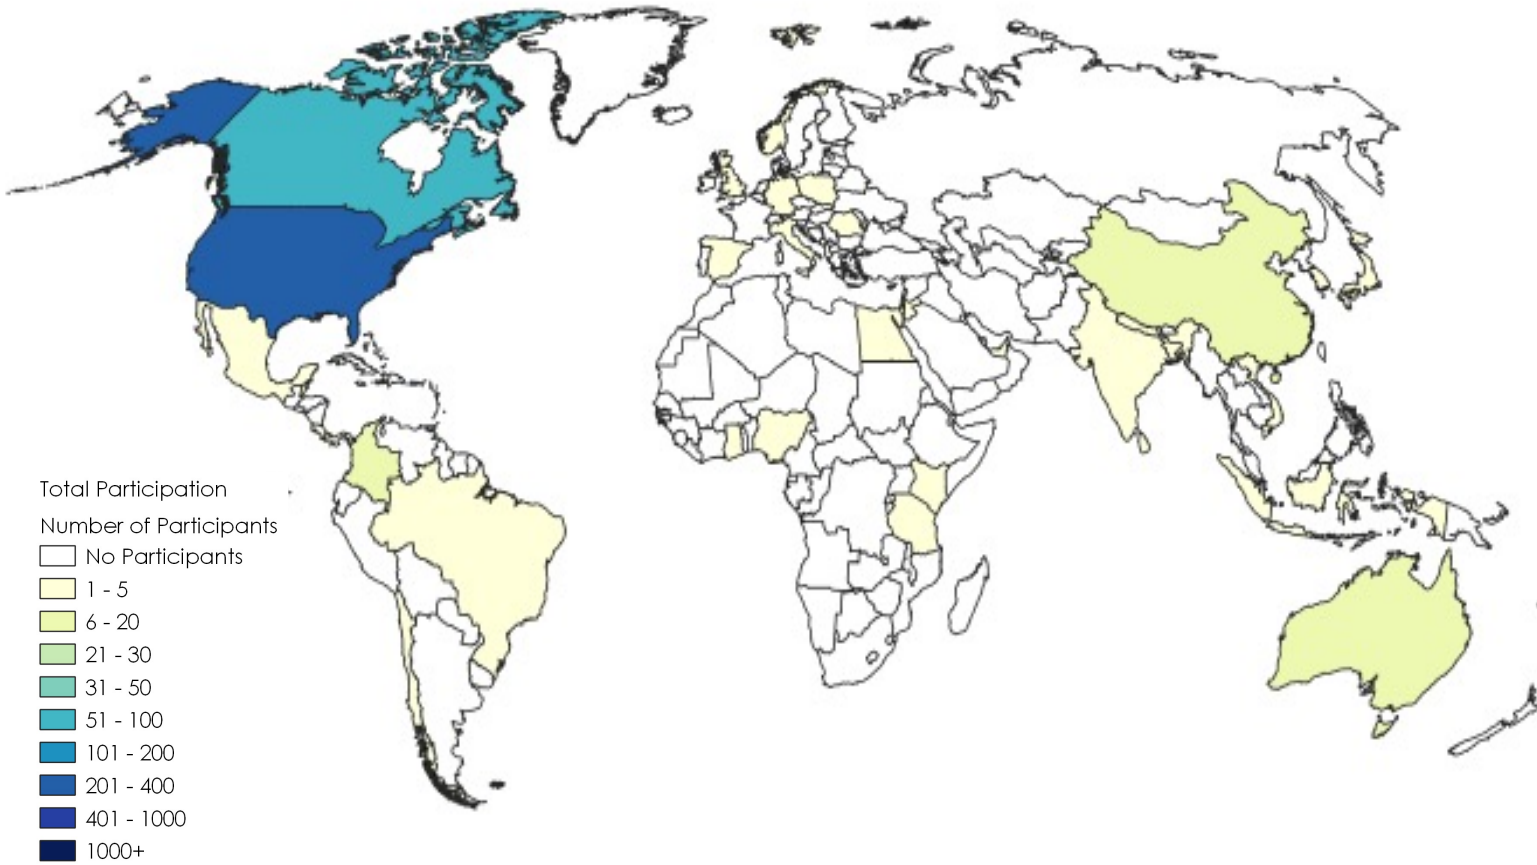 Total Participation
Number of Participants
No Participants
1 - 5
6 - 20
21 - 30
31 - 50
51 - 100
101 - 200
201 - 400
401 - 1000
1000+